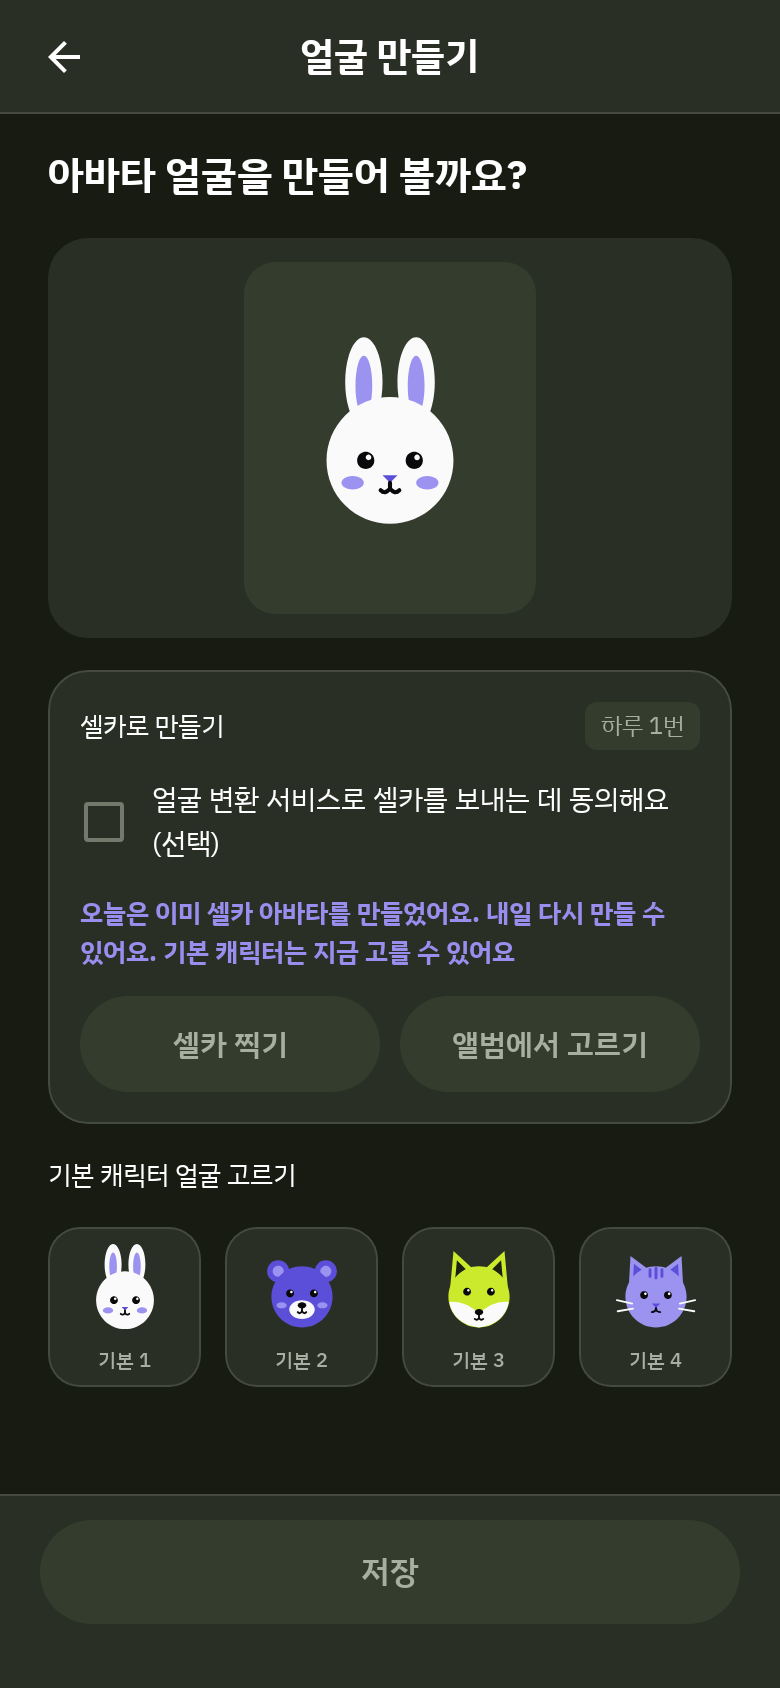 얼굴 만들기
아바타 얼굴을 만들어 볼까요?
셀카로 만들기
하루 1번
얼굴 변환 서비스로 셀카를 보내는 데 동의해요
(선택)
오늘은 이미 셀카 아바타를 만들었어요. 내일 다시 만들 수
있어요. 기본 캐릭터는 지금 고를 수 있어요
셀카 찍기
앨범에서 고르기
기본 캐릭터 얼굴 고르기
기본 1
기본 2
기본 3
기본 4
저장